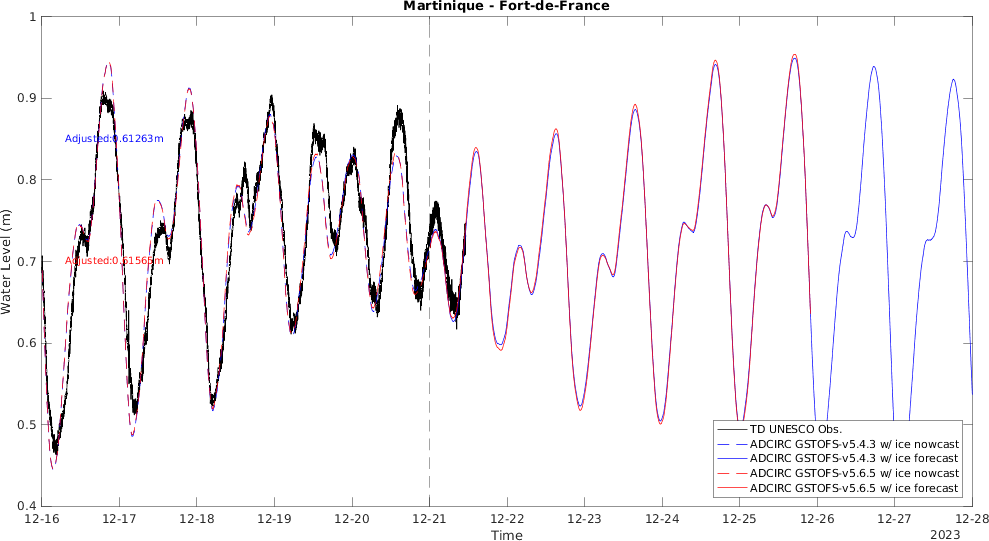 Martinique - Fort-de-France
Water Level (m)
1
0.9
0.8
0.7
0.6
0.5
0.4
Adjusted:0.61263m
Adjusted:0.61565m
TD UNESCO Obs.
ADCIRC GSTOFS-v5.4.3 w/ ice nowcast
ADCIRC GSTOFS-v5.4.3 w/ ice forecast
ADCIRC GSTOFS-v5.6.5 w/ ice nowcast
ADCIRC GSTOFS-v5.6.5 w/ ice forecast
12-16 12-17 12-18 12-19 12-20 12-21 12-22 12-23 12-24 12-25 12-26 12-27 12-28
Time
2023